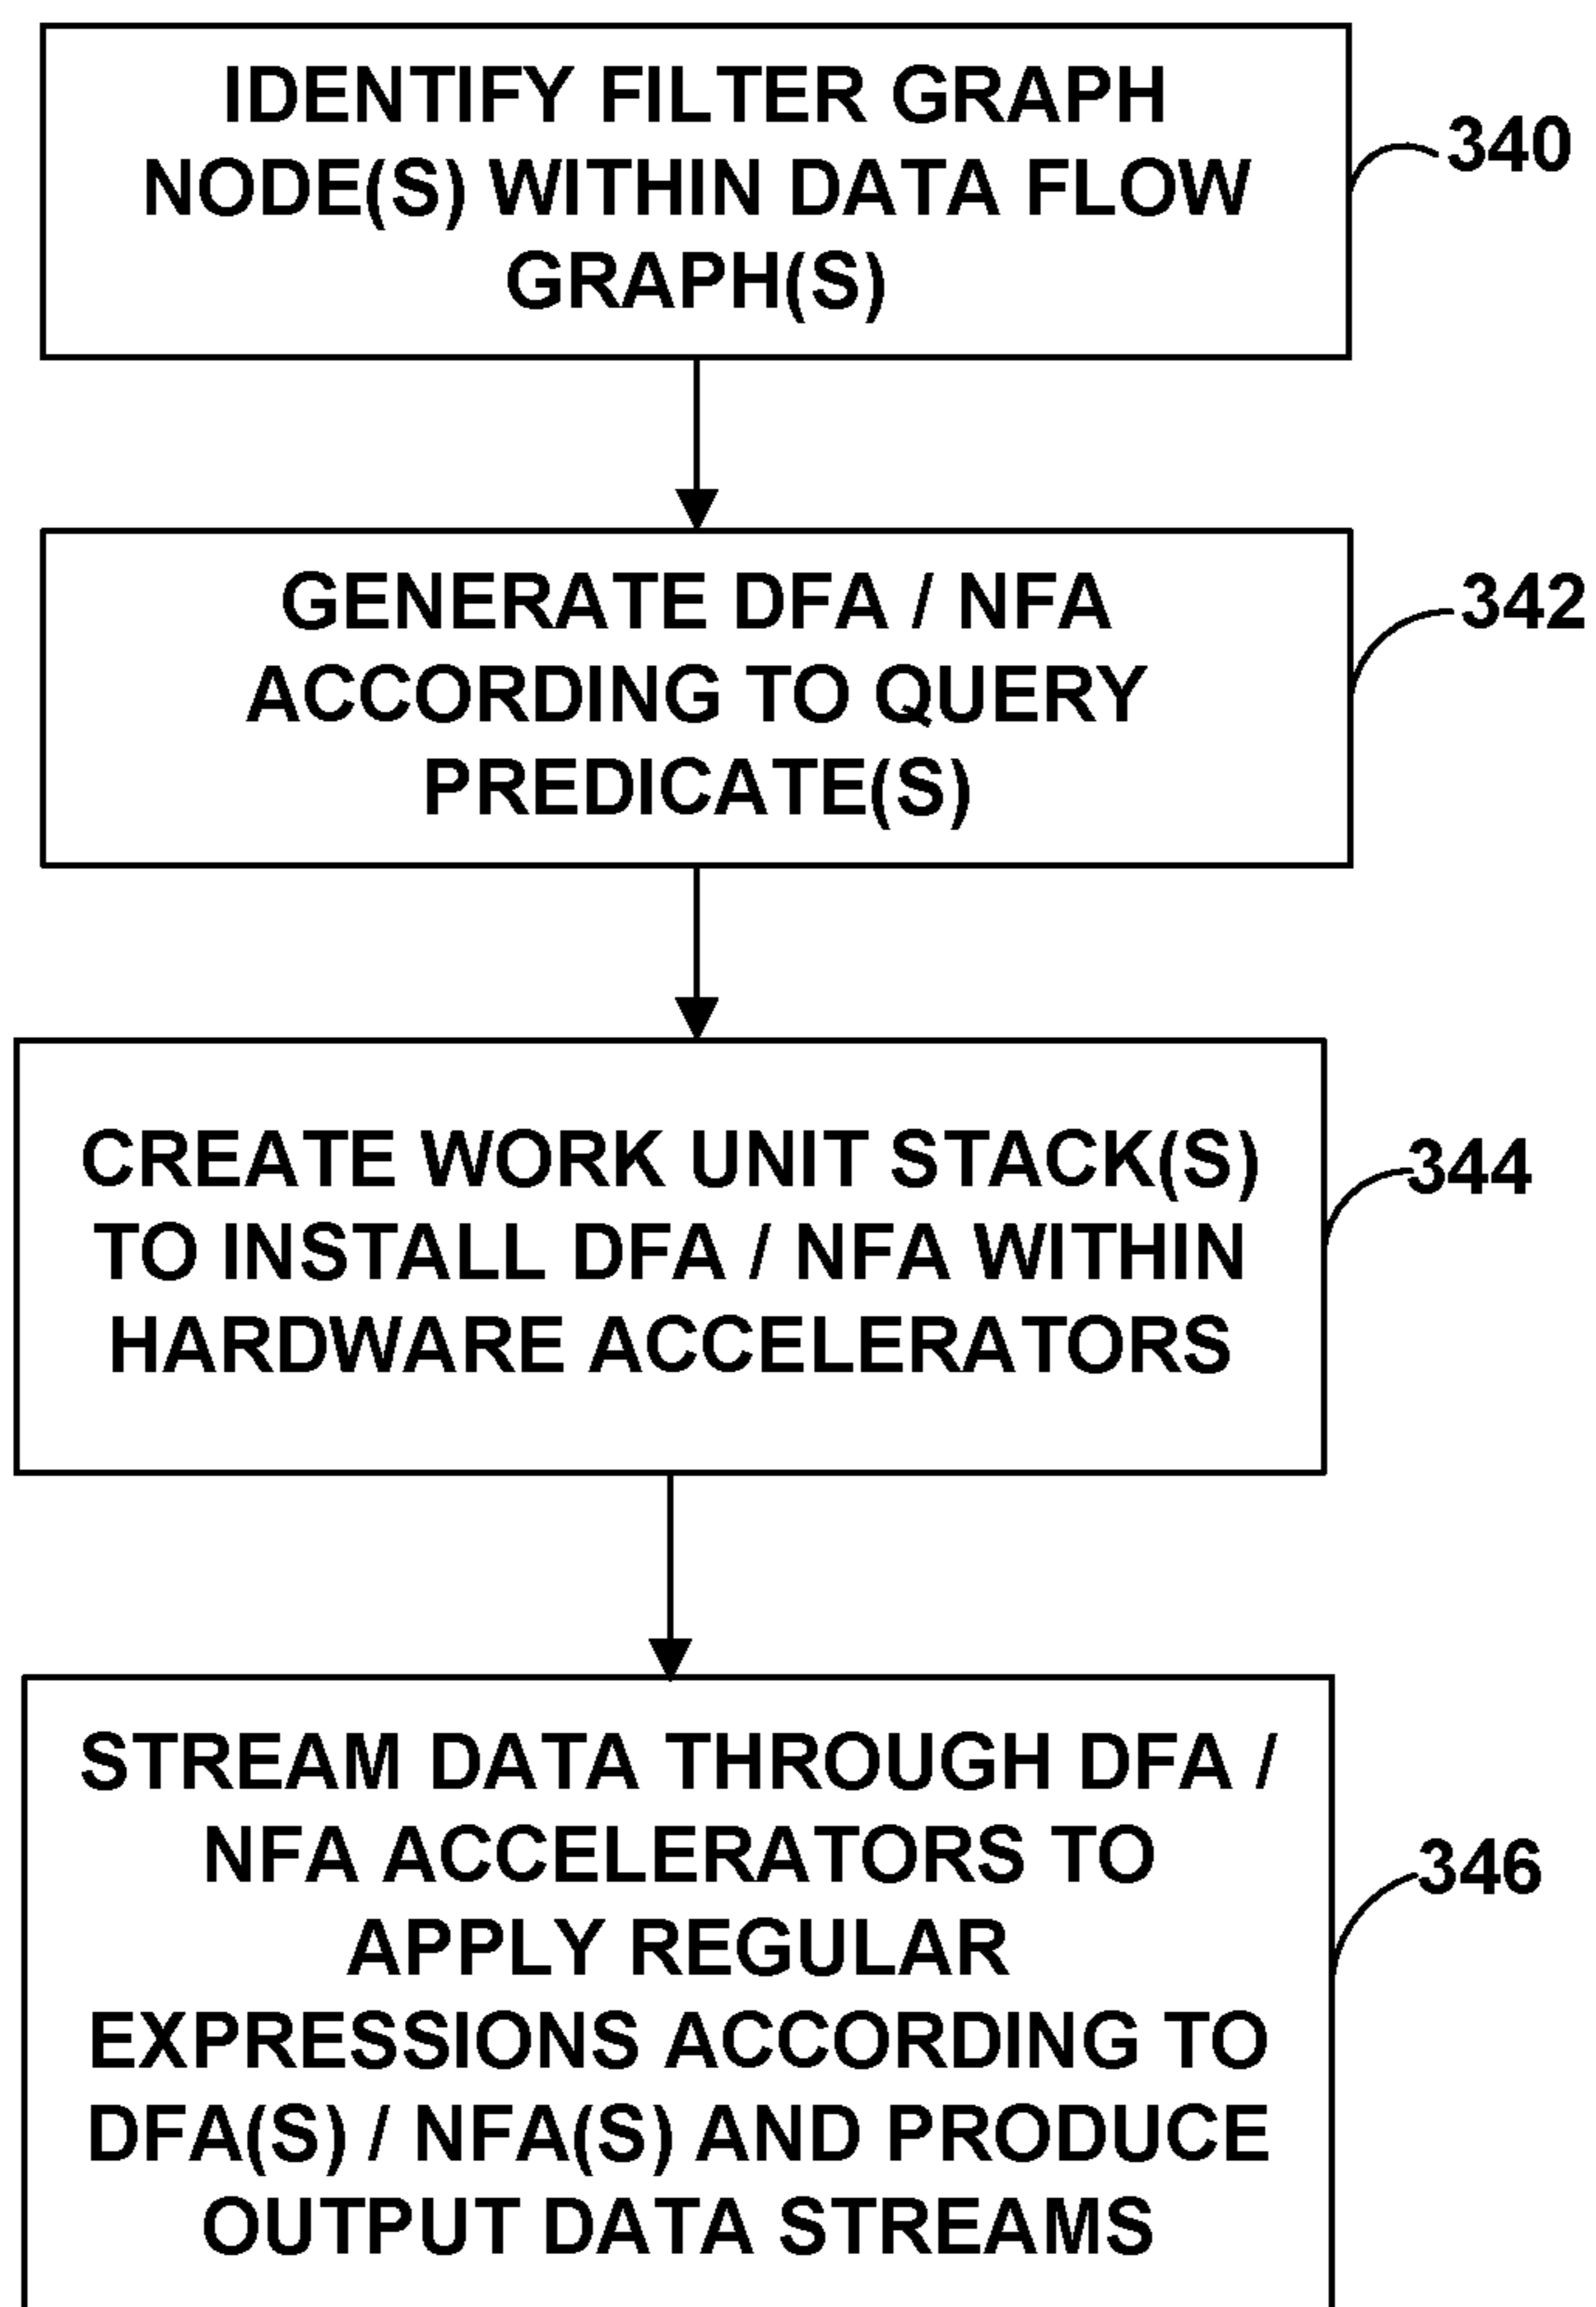 IDENTIFY FILTER GRAPH
NODE(S) WITHIN DATA FLOW
GRAPH(S)
340
GENERATE DFA / NFA
ACCORDING TO QUERY
PREDICATE(S)
342
CREATE WORK UNIT STACK(S)
TO INSTALL DFA / NFA WITHIN
HARDWARE ACCELERATORS
344
STREAM DATA THROUGH DFA /
NFA ACCELERATORS TO
APPLY REGULAR
EXPRESSIONS ACCORDING TO
DFA(S) / NFA(S) AND PRODUCE
OUTPUT DATA STREAMS
346